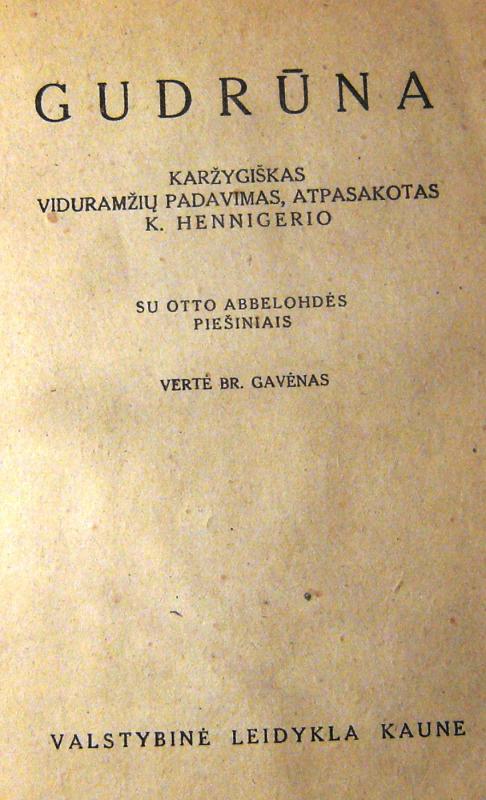 GUDRŪNA
KARŽYGIŠKAS
VIDURAMŽIŲ PADAVIMAS, ATPASAKOTAS
K. HENNIGERIO
SU OTTO ABBELOHDĖS
PIEŠINIAIS
VERTĖ BR. GAVĖNAS
VALSTYBINĖ LEIDYKLA KAUNE